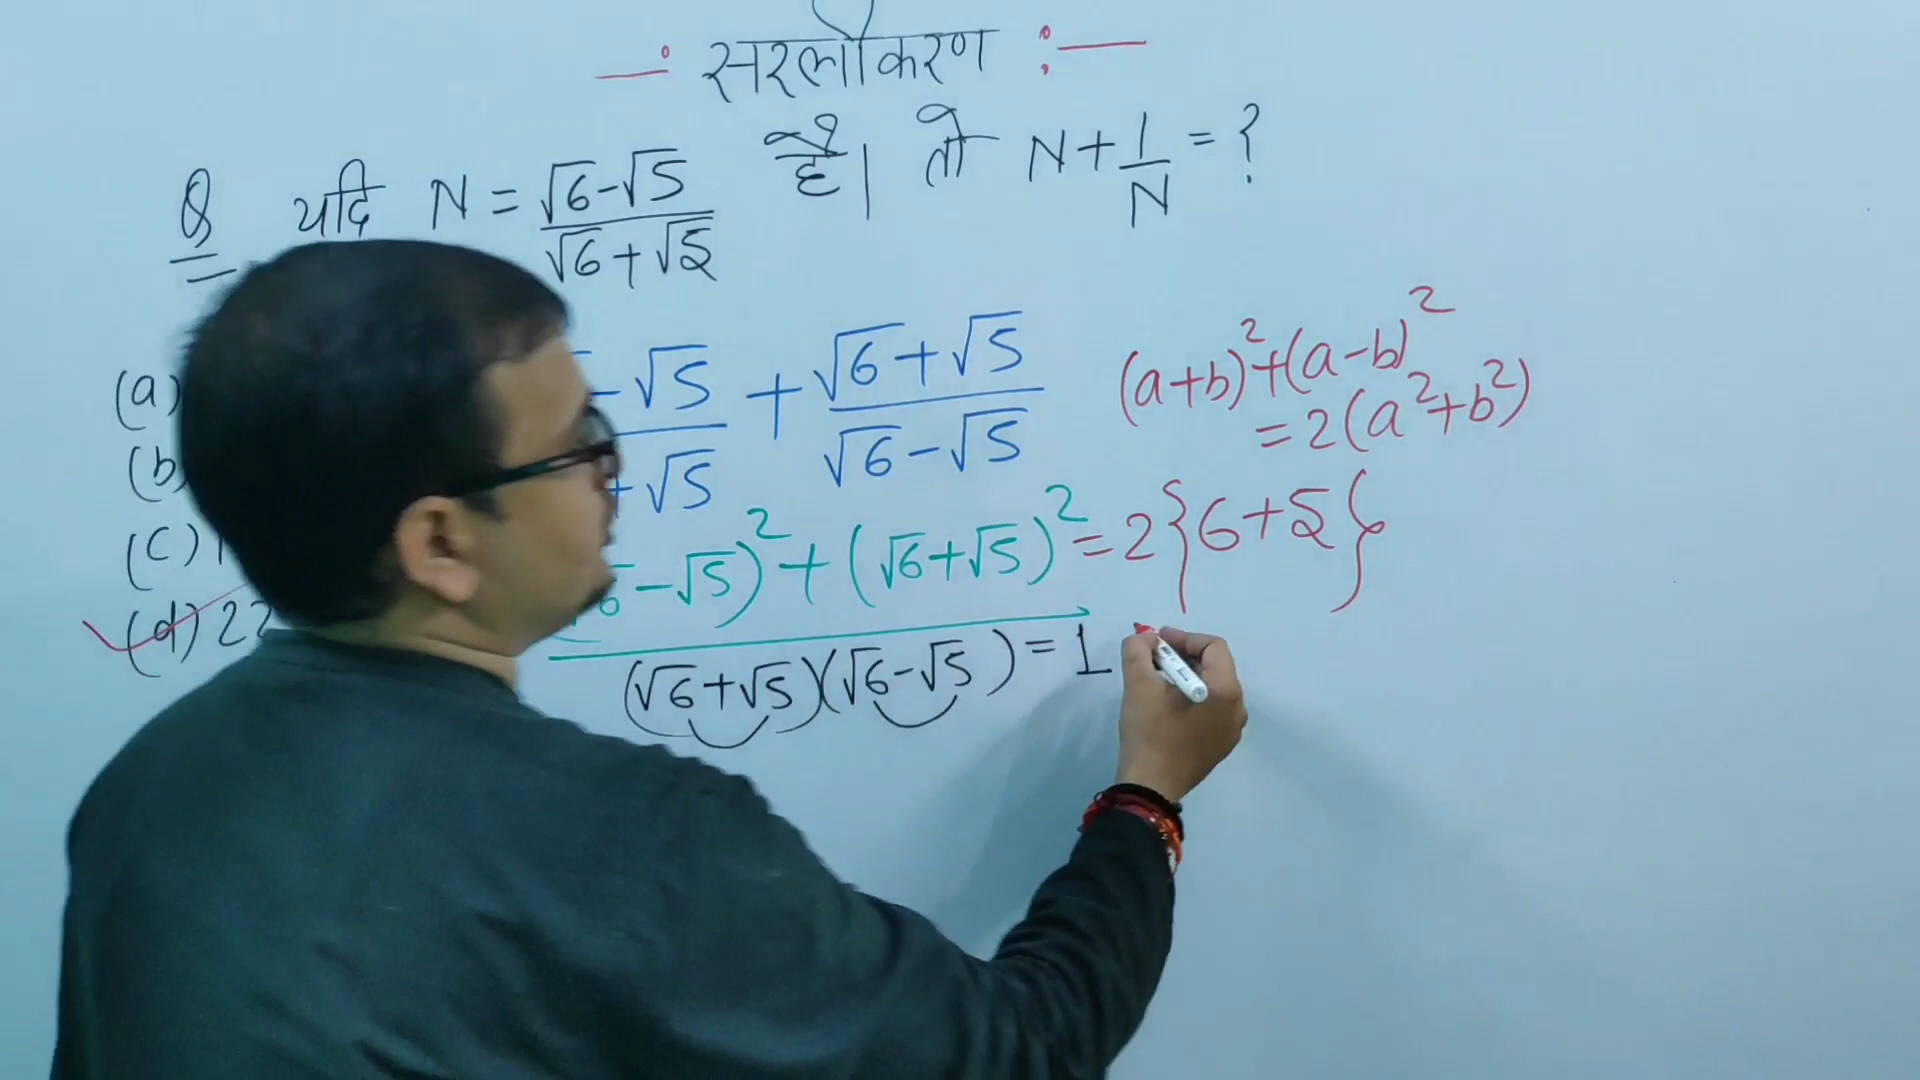 सरलीकरण :
Q यदि N = √6-√5 / √6+√5 है। तो N + 1/N = ?
(a)
(b)
(c) 1
(d) 22
-√5 / +√5 + √6+√5 / √6-√5
-√5)² + (√6+√5)² = 2{6+5}
(√6+√5)(√6-√5) = 1
(a+b)²+(a-b)²
=2(a²+b²)